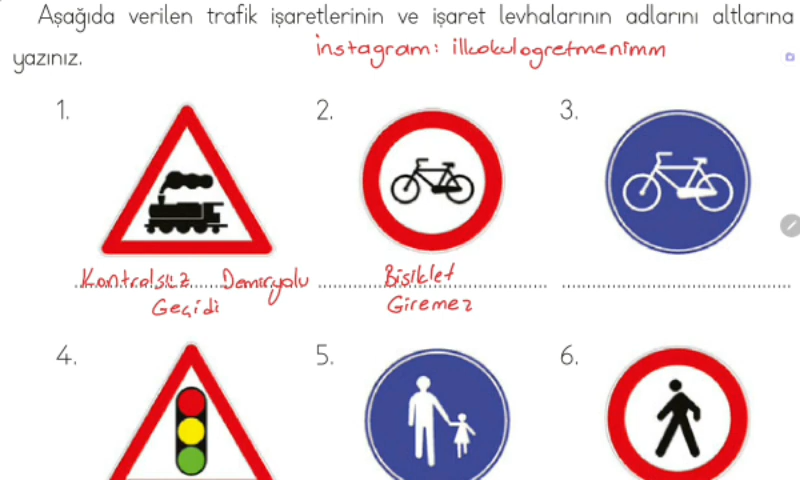 Aşağıda verilen trafik işaretlerinin ve işaret levhalarının adlarını altlarına
yazınız.
instagram: ilkokulogretmenimm
1.
2.
3.
Kontrolsüz Demiryolu
Geçidi
Bisiklet
Giremez
4.
5.
6.